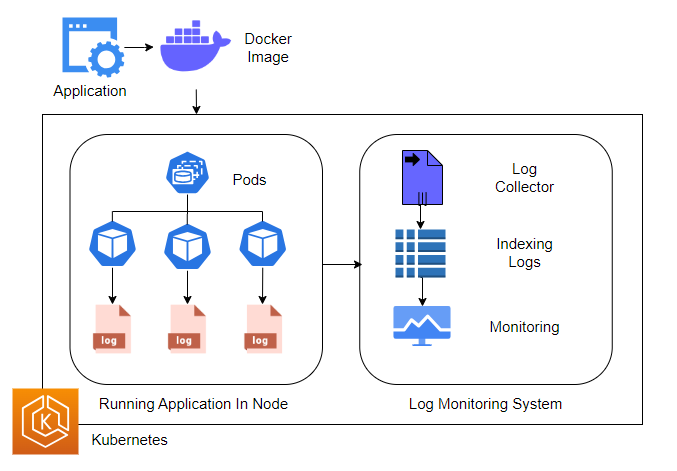 Docker
Image
Application
Pods
log
log
log
Log
Collector
Indexing
Logs
Monitoring
Running Application In Node
Log Monitoring System
K
Kubernetes